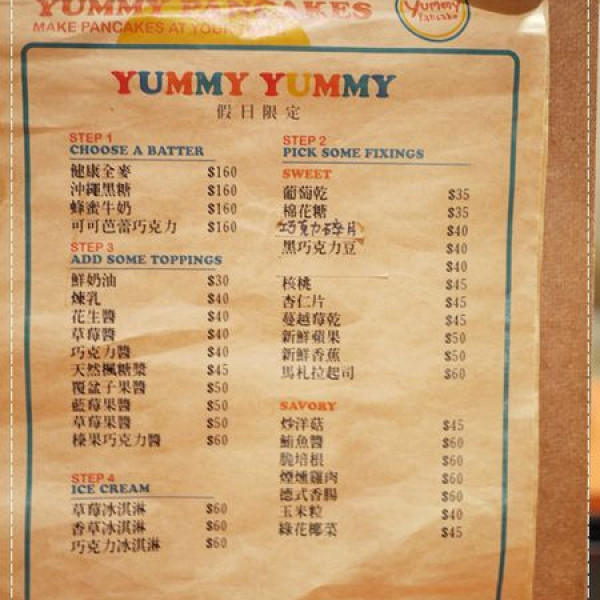 YUMMY PANCAKES
MAKE PANCAKES AT YOUR
Yummy
Pancake
YUMMY YUMMY
假日限定
STEP 1
CHOOSE A BATTER
健康全麥 $160
沖繩黑糖 $160
蜂蜜牛奶 $160
可可芭蕾巧克力 $160
STEP 3
ADD SOME TOPPINGS
鮮奶油 $30
煉乳 $40
花生醬 $40
草莓醬 $40
巧克力醬 $40
天然楓糖漿 $45
覆盆子果醬 $50
藍莓果醬 $50
草莓果醬 $50
榛果巧克力醬 $60
STEP 4
ICE CREAM
草莓冰淇淋 $60
香草冰淇淋 $60
巧克力冰淇淋 $60
STEP 2
PICK SOME FIXINGS
SWEET
葡萄乾 $35
棉花糖 $35
巧克力碎片 $40
黑巧克力豆 $40
$40
核桃 $45
杏仁片 $45
蔓越莓乾 $45
新鮮蘋果 $50
新鮮香蕉 $50
馬札拉起司 $60
SAVORY
炒洋菇 $45
鮪魚醬 $60
脆培根 $60
煙燻雞肉 $60
德式香腸 $60
玉米粒 $40
綠花椰菜 $45